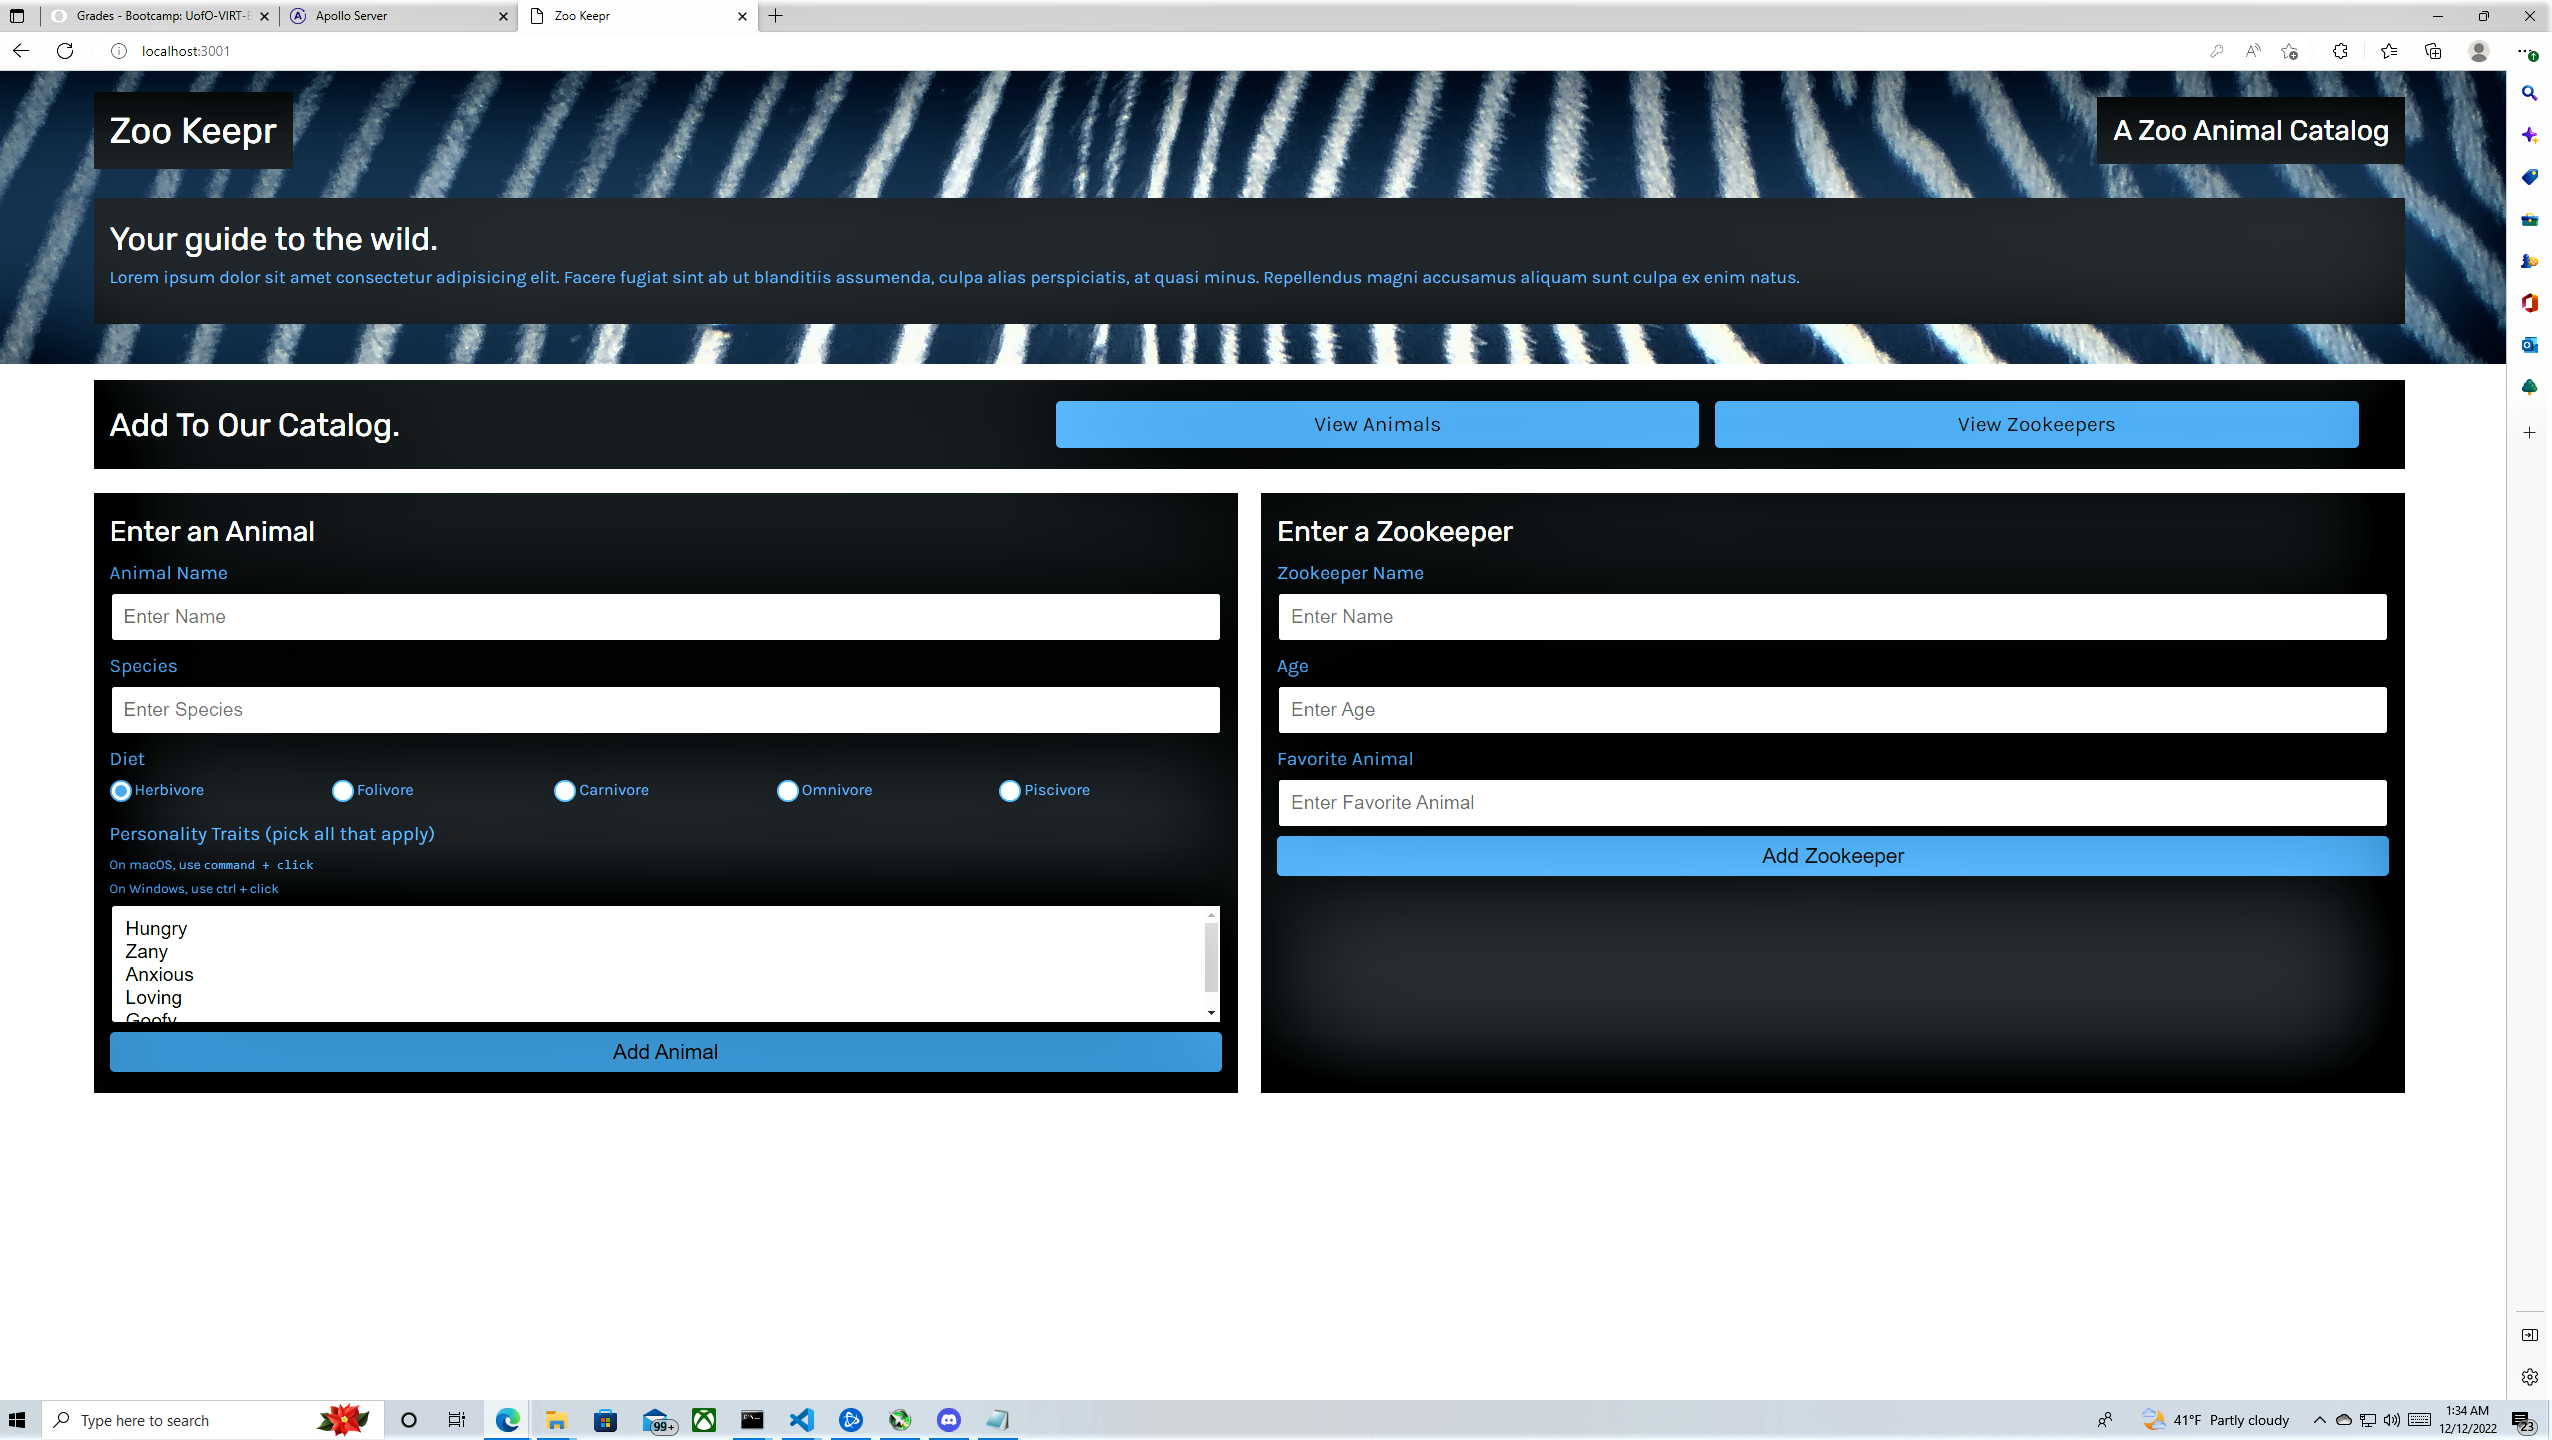 Grades - Bootcamp: UofO-VIRT-
Apollo Server
Zoo Keepr
localhost:3001
Zoo Keepr
A Zoo Animal Catalog
Your guide to the wild.
Lorem ipsum dolor sit amet consectetur adipisicing elit. Facere fugiat sint ab ut blanditiis assumenda, culpa alias perspiciatis, at quasi minus. Repellendus magni accusamus aliquam sunt culpa ex enim natus.
Add To Our Catalog.
View Animals
View Zookeepers
Enter an Animal
Animal Name
Enter Name
Species
Enter Species
Diet
Herbivore
Folivore
Carnivore
Omnivore
Piscivore
Personality Traits (pick all that apply)
On macOS, use command + click
On Windows, use ctrl + click
Hungry
Zany
Anxious
Loving
Goofy
Add Animal
Enter a Zookeeper
Zookeeper Name
Enter Name
Age
Enter Age
Favorite Animal
Enter Favorite Animal
Add Zookeeper
Type here to search
99+
41°F Partly cloudy
1:34 AM
12/12/2022
23